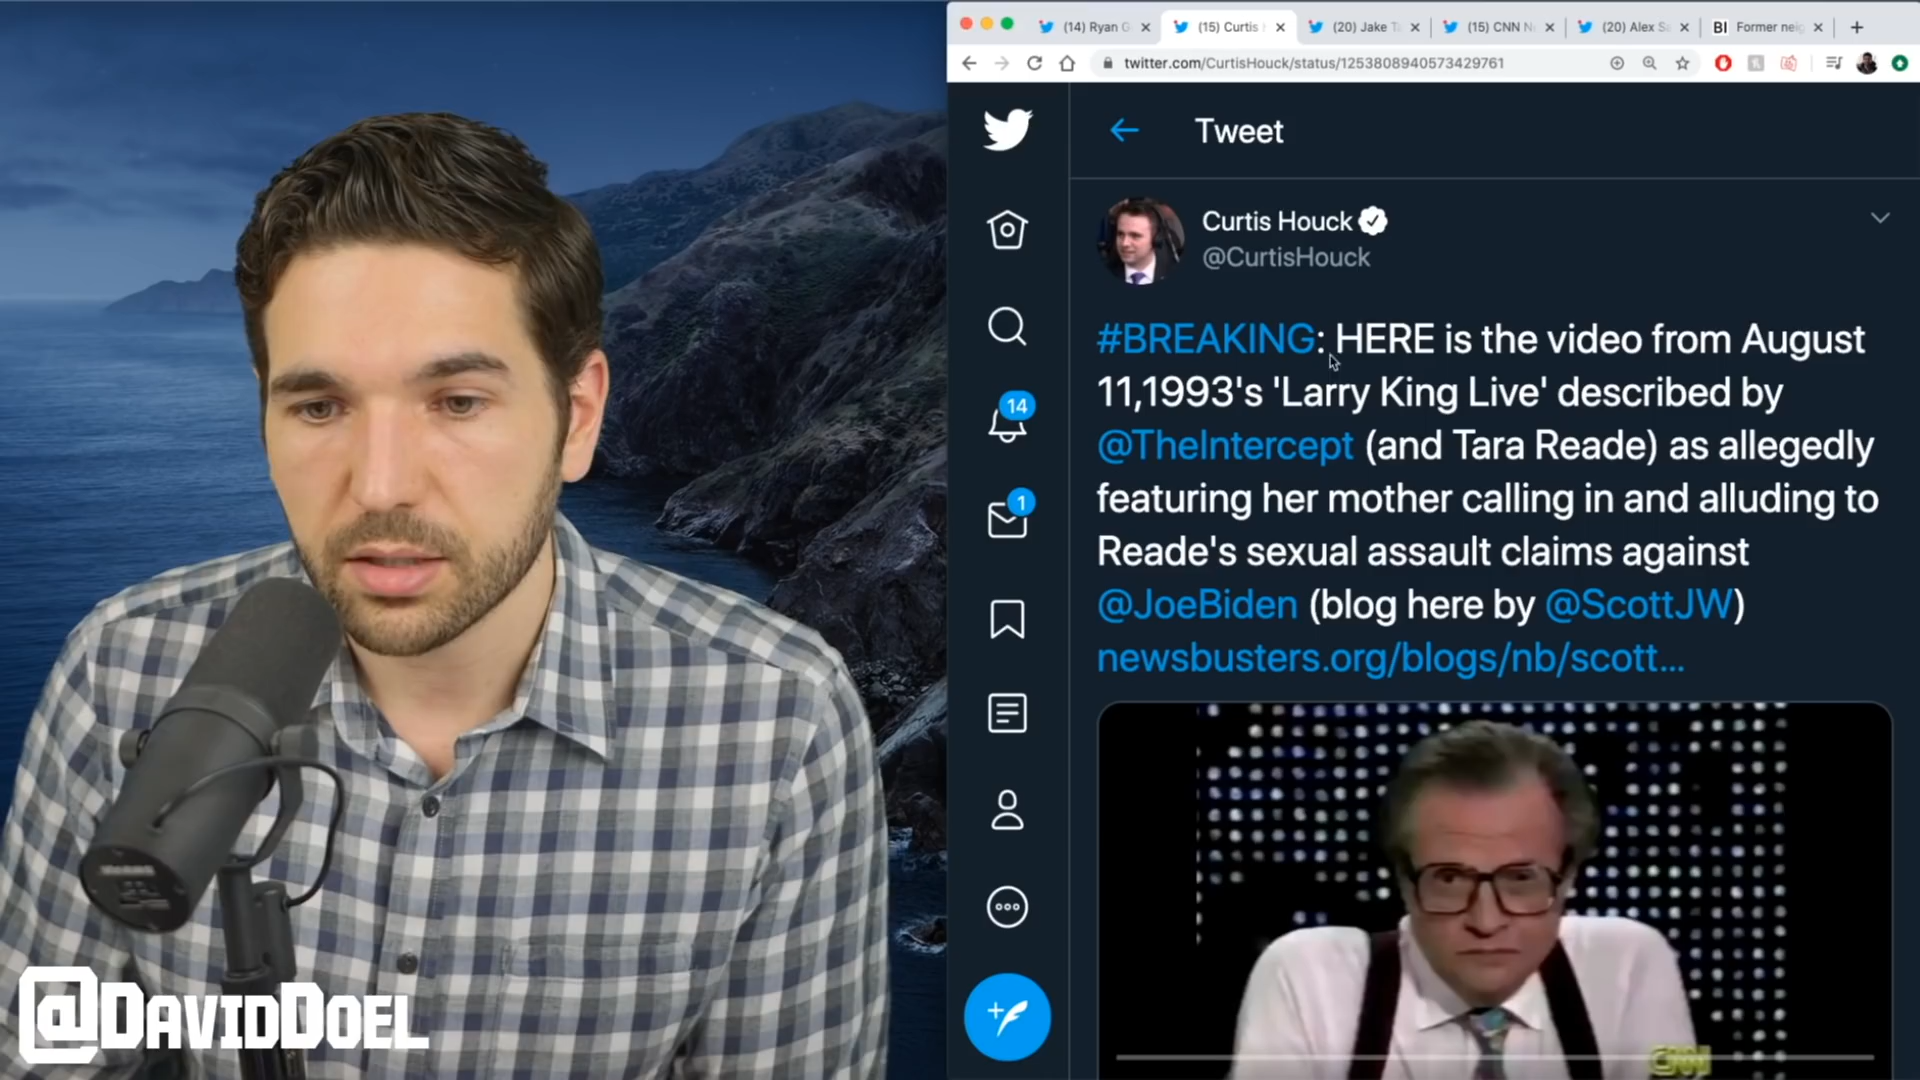 (14) Ryan G
(15) Curtis
(20) Jake T
(15) CNN N
(20) Alex Sa
BI Former neig
twitter.com/CurtisHouck/status/1253808940573429761
Tweet
Curtis Houck
@CurtisHouck
#BREAKING: HERE is the video from August
11,1993's 'Larry King Live' described by
@TheIntercept (and Tara Reade) as allegedly
featuring her mother calling in and alluding to
Reade's sexual assault claims against
@JoeBiden (blog here by @ScottJW)
newsbusters.org/blogs/nb/scott...
14
1
CNN
@DAVIDDOEL